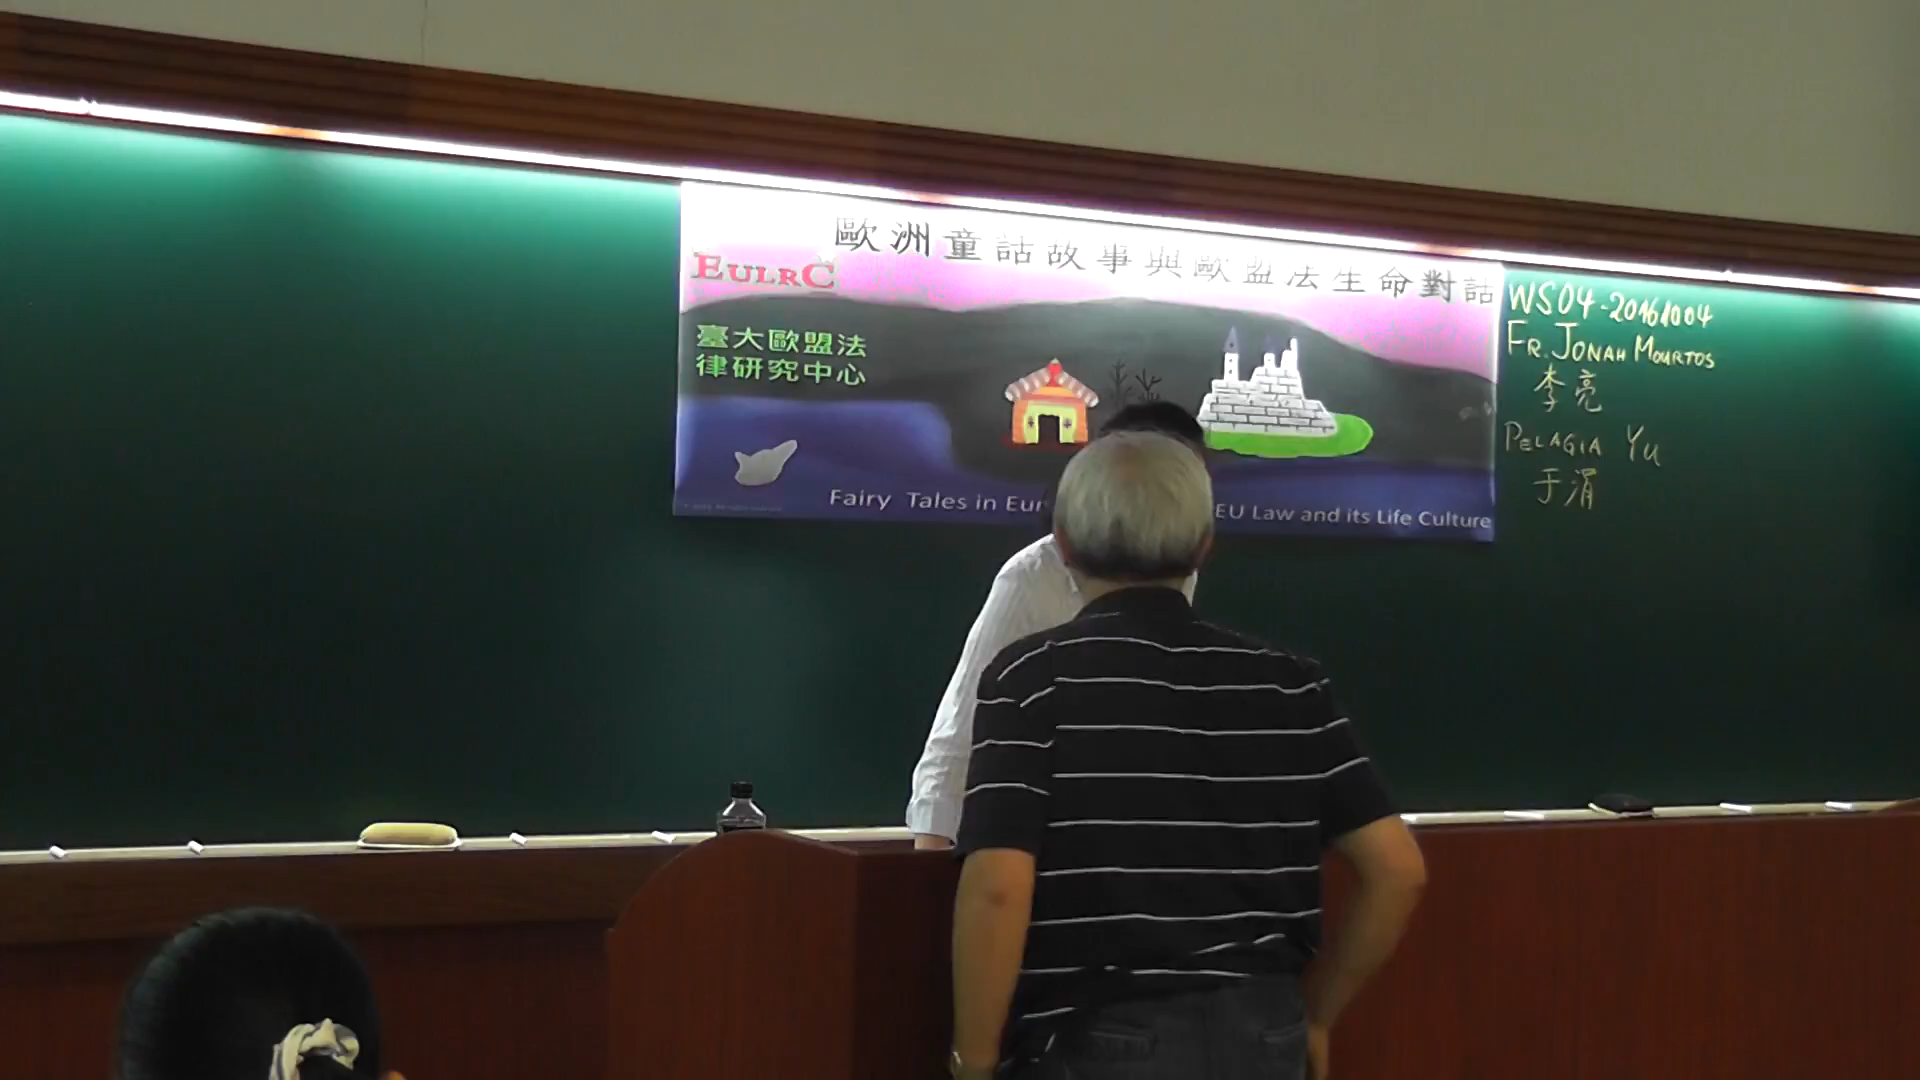 歐洲童話故事與歐盟法生命對話
EULRC
臺大歐盟法
律研究中心
Fairy Tales in Eur
EU Law and its Life Culture
WS04-20161004
FR. JONAH MOURTOS
李亮
PELAGIA YU
于涓